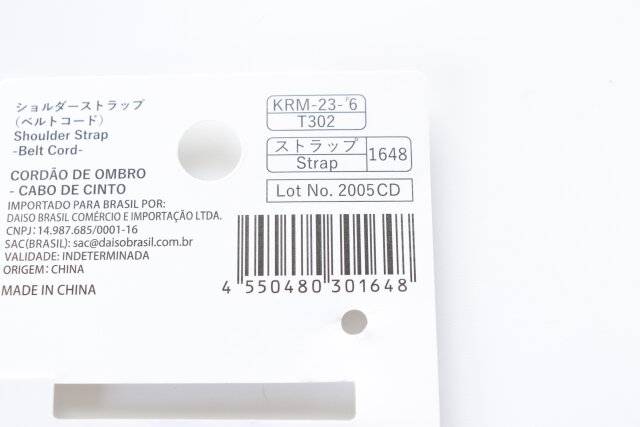 ショルダーストラップ
(ベルトコード)
Shoulder Strap
-Belt Cord-
CORDÃO DE OMBRO
- CABO DE CINTO
IMPORTADO PARA BRASIL POR:
DAISO BRASIL COMÉRCIO E IMPORTAÇÃO LTDA.
CNPJ: 14.987.685/0001-16
SAC(BRASIL): sac@daisobrasil.com.br
VALIDADE: INDETERMINADA
ORIGEM: CHINA
MADE IN CHINA
KRM-23-'6
T302
ストラップ
Strap
1648
Lot No. 2005CD
4 550480 301648